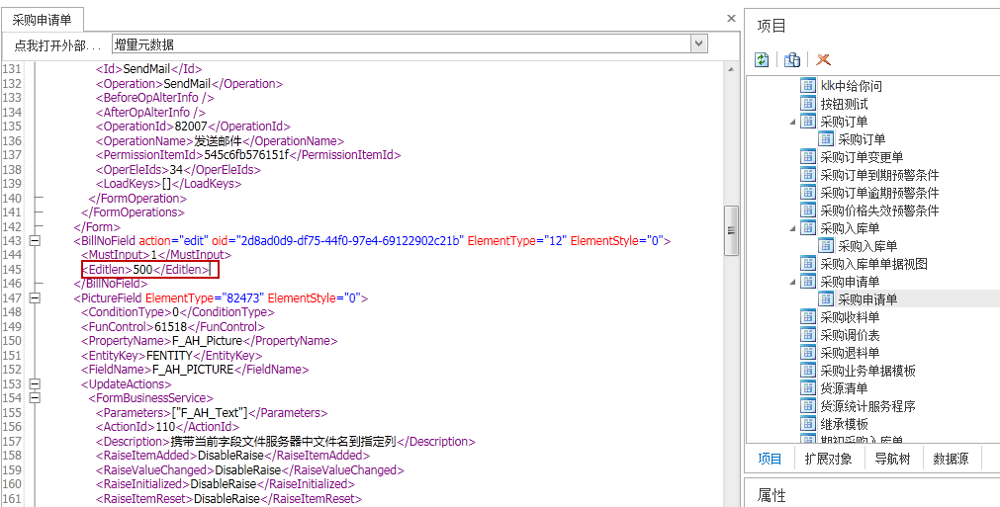 采购申请单
点我打开外部...
增量元数据
131 <Id>SendMail</Id>
132 <Operation>SendMail</Operation>
133 <BeforeOpAlterInfo />
134 <AfterOpAlterInfo />
135 <OperationId>82007</OperationId>
136 <OperationName>发送邮件</OperationName>
137 <PermissionItemId>545c6fb576151f</PermissionItemId>
138 <OperEleIds>34</OperEleIds>
139 <LoadKeys>[]</LoadKeys>
140 </FormOperation>
141 </FormOperations>
142 </Form>
143 <BillNoField action="edit" oid="2d8ad0d9-df75-44f0-97e4-69122902c21b" ElementType="12" ElementStyle="0">
144 <MustInput>1</MustInput>
145 <Editlen>500</Editlen>
146 </BillNoField>
147 <PictureField ElementType="82473" ElementStyle="0">
148 <ConditionType>0</ConditionType>
149 <FunControl>61518</FunControl>
150 <PropertyName>F_AH_Picture</PropertyName>
151 <EntityKey>FENTITY</EntityKey>
152 <FieldName>F_AH_PICTURE</FieldName>
153 <UpdateActions>
154 <FormBusinessService>
155 <Parameters>["F_AH_Text"]</Parameters>
156 <ActionId>110</ActionId>
157 <Description>携带当前字段文件服务器中文件名到指定列</Description>
158 <RaiseItemAdded>DisableRaise</RaiseItemAdded>
159 <RaiseValueChanged>DisableRaise</RaiseValueChanged>
160 <RaiseInitialized>DisableRaise</RaiseInitialized>
161 <RaiseItemReset>DisableRaise</RaiseItemReset>
项目
klk中给你问
按钮测试
采购订单
采购订单
采购订单变更单
采购订单到期预警条件
采购订单逾期预警条件
采购价格失效预警条件
采购入库单
采购入库单
采购入库单单据视图
采购申请单
采购申请单
采购收料单
采购调价表
采购退料单
采购业务单据模板
货源清单
货源统计服务程序
继承模板
期初采购入库单
项目
扩展对象
导航树
数据源
属性